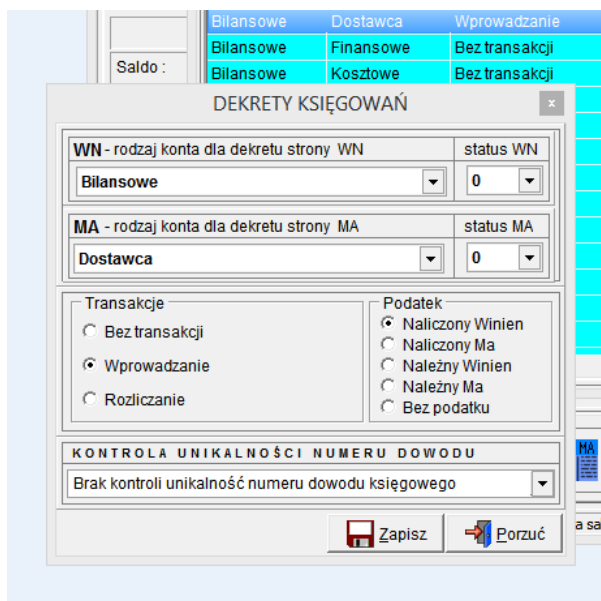 Bilansowe Dostawca Wprowadzanie
Bilansowe Finansowe Bez transakcji
Saldo :
Bilansowe Kosztowe Bez transakcji
DEKRETY KSIĘGOWAŃ x
WN - rodzaj konta dla dekretu strony WN status WN
Bilansowe 0
MA - rodzaj konta dla dekretu strony MA status MA
Dostawca 0
Transakcje
Bez transakcji
Wprowadzanie
Rozliczanie
Podatek
Naliczony Winien
Naliczony Ma
Należny Winien
Należny Ma
Bez podatku
MA
KONTROLA UNIKALNOŚCI NUMERU DOWODU
Brak kontroli unikalność numeru dowodu księgowego
Zapisz Porzuć
a sa